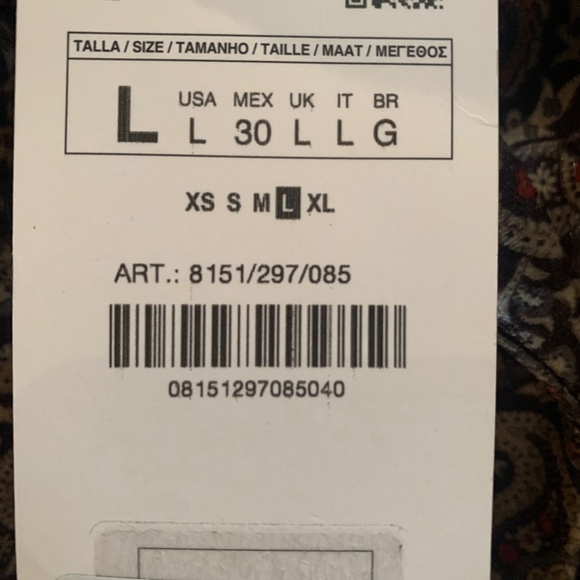 TALLA / SIZE / TAMANHO / TAILLE / MAAT / ΜΕΓΕΘΟΣ
USA MEX UK IT BR
L L 30 L L G
XS S M L XL
ART.: 8151/297/085
08151297085040